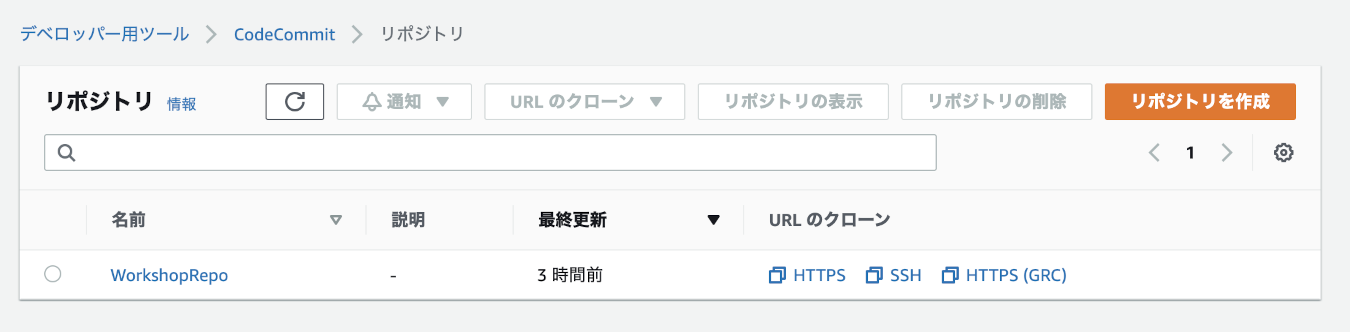 デベロッパー用ツール > CodeCommit > リポジトリ
リポジトリ 情報 通知 ▼ URL のクローン ▼ リポジトリの表示 リポジトリの削除 リポジトリを作成
1
名前 説明 最終更新 URL のクローン
WorkshopRepo - 3 時間前 HTTPS SSH HTTPS (GRC)